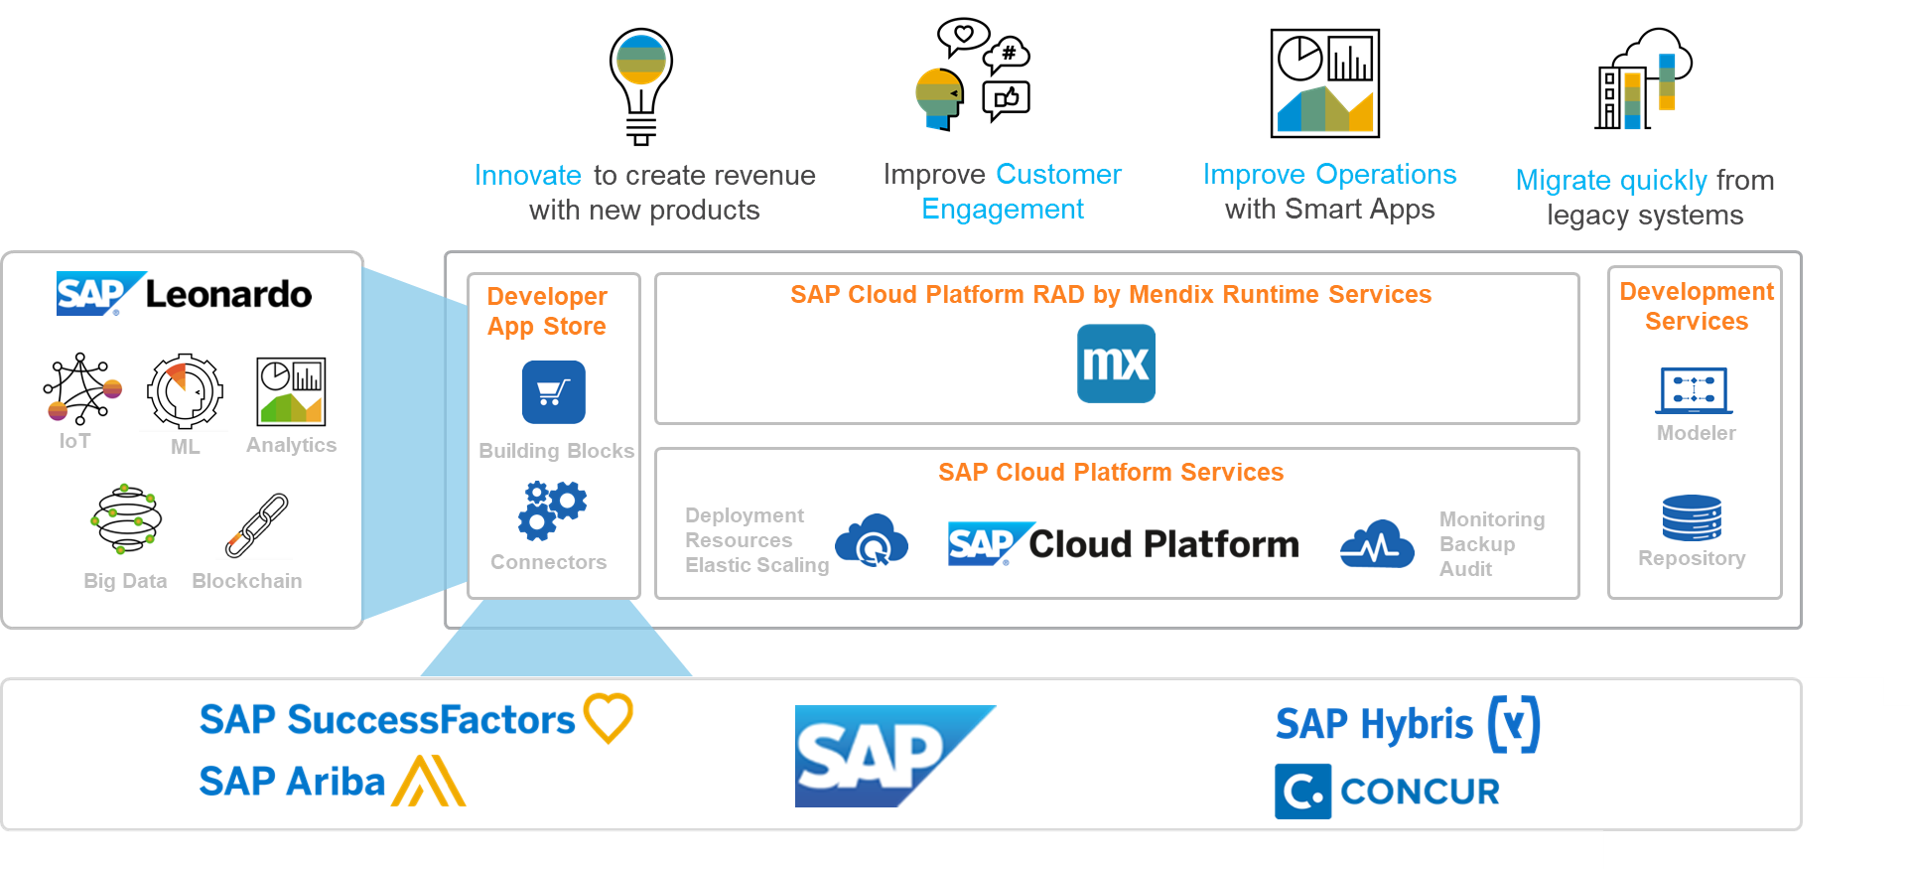 #
Innovate to create revenue
with new products
Improve Customer
Engagement
Improve Operations
with Smart Apps
Migrate quickly from
legacy systems
SAP Leonardo
®
IoT
ML
Analytics
Big Data
Blockchain
Developer
App Store
Building Blocks
Connectors
SAP Cloud Platform RAD by Mendix Runtime Services
mx
SAP Cloud Platform Services
Deployment
Resources
Elastic Scaling
SAP Cloud Platform
®
Monitoring
Backup
Audit
Development
Services
Modeler
Repository
SAP SuccessFactors
SAP Ariba
SAP
SAP Hybris
C. CONCUR